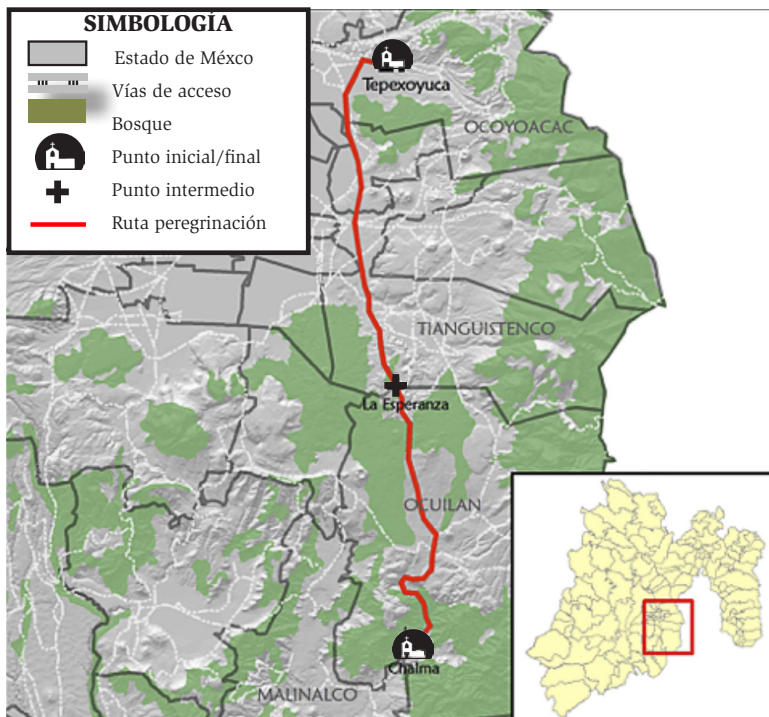 SIMBOLOGÍA
Estado de Méxco
Vías de acceso
Bosque
Punto inicial/final
Punto intermedio
Ruta peregrinación
Tepexoyuca
OCOYOACAC
TIANGUISTENCO
La Esperanza
OCUILAN
Chalma
MALINALCO